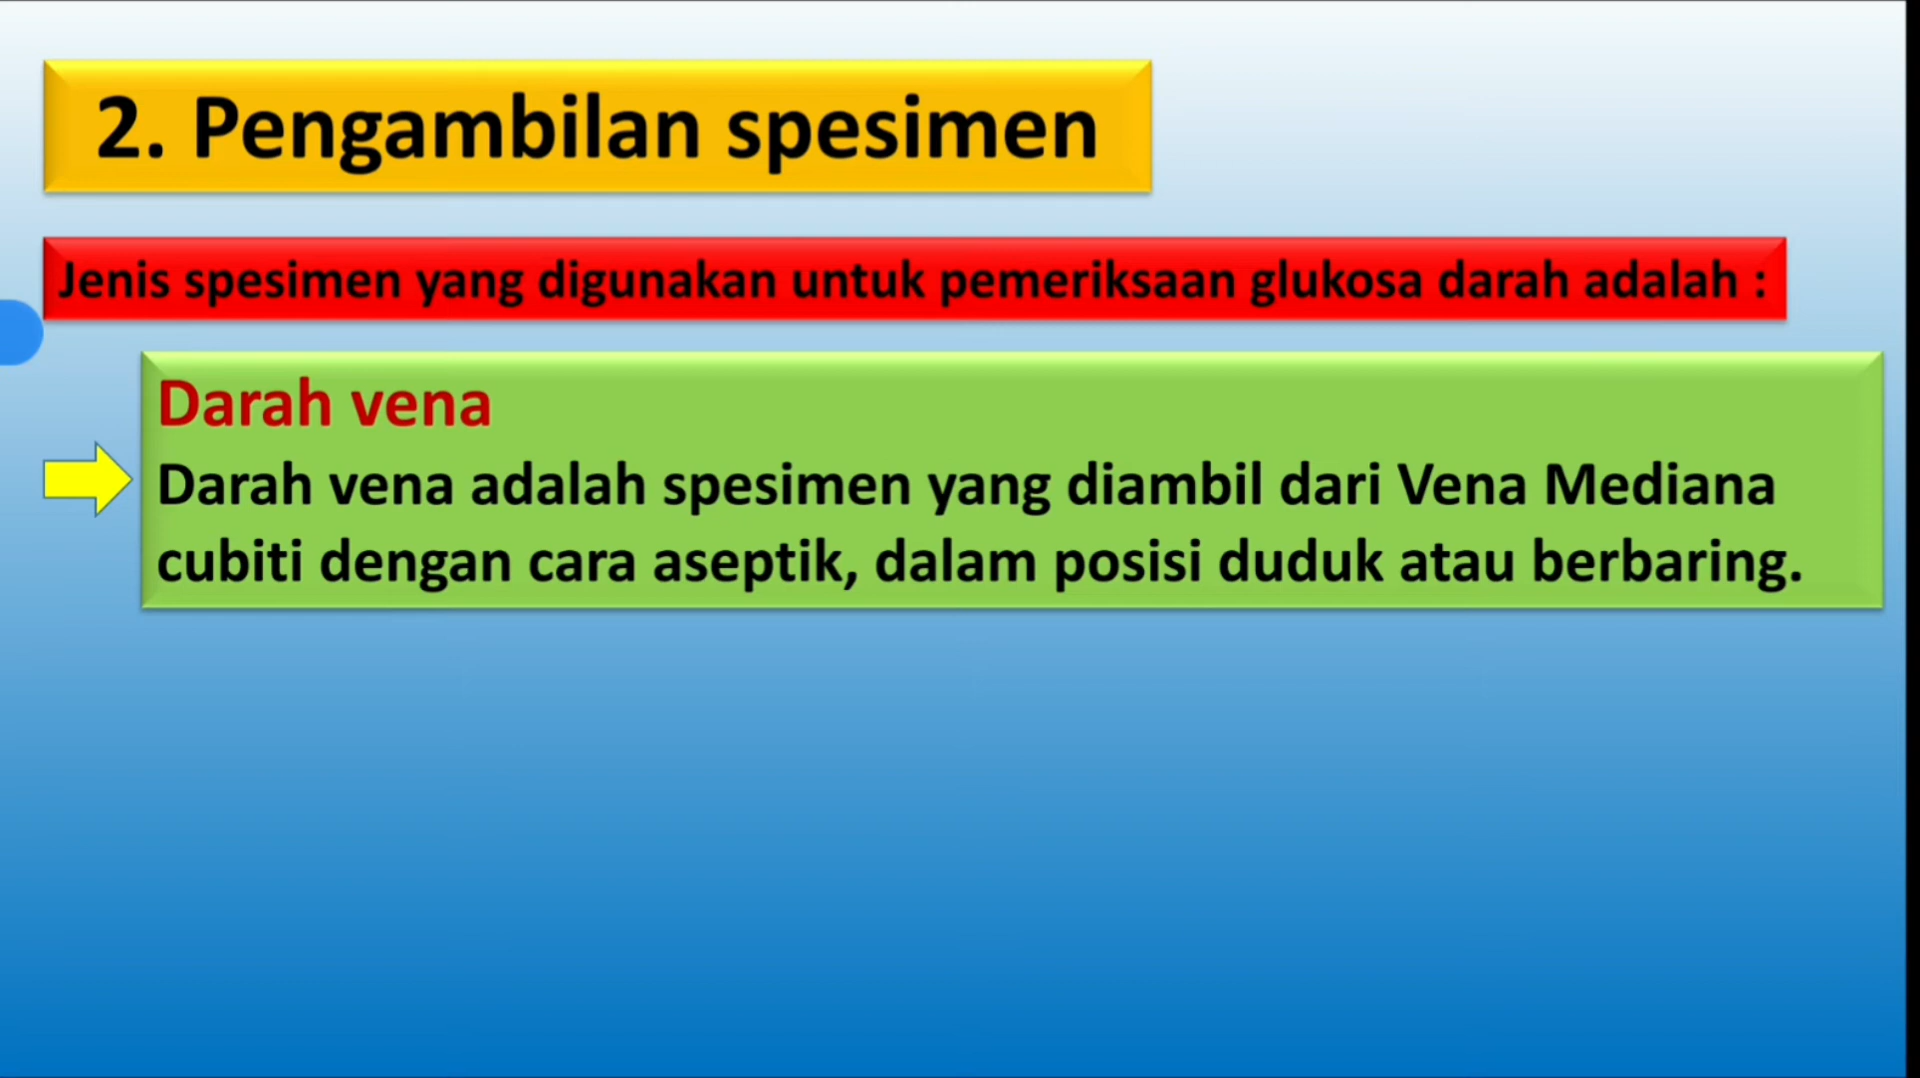 2. Pengambilan spesimen
Jenis spesimen yang digunakan untuk pemeriksaan glukosa darah adalah :
Darah vena
Darah vena adalah spesimen yang diambil dari Vena Mediana
cubiti dengan cara aseptik, dalam posisi duduk atau berbaring.